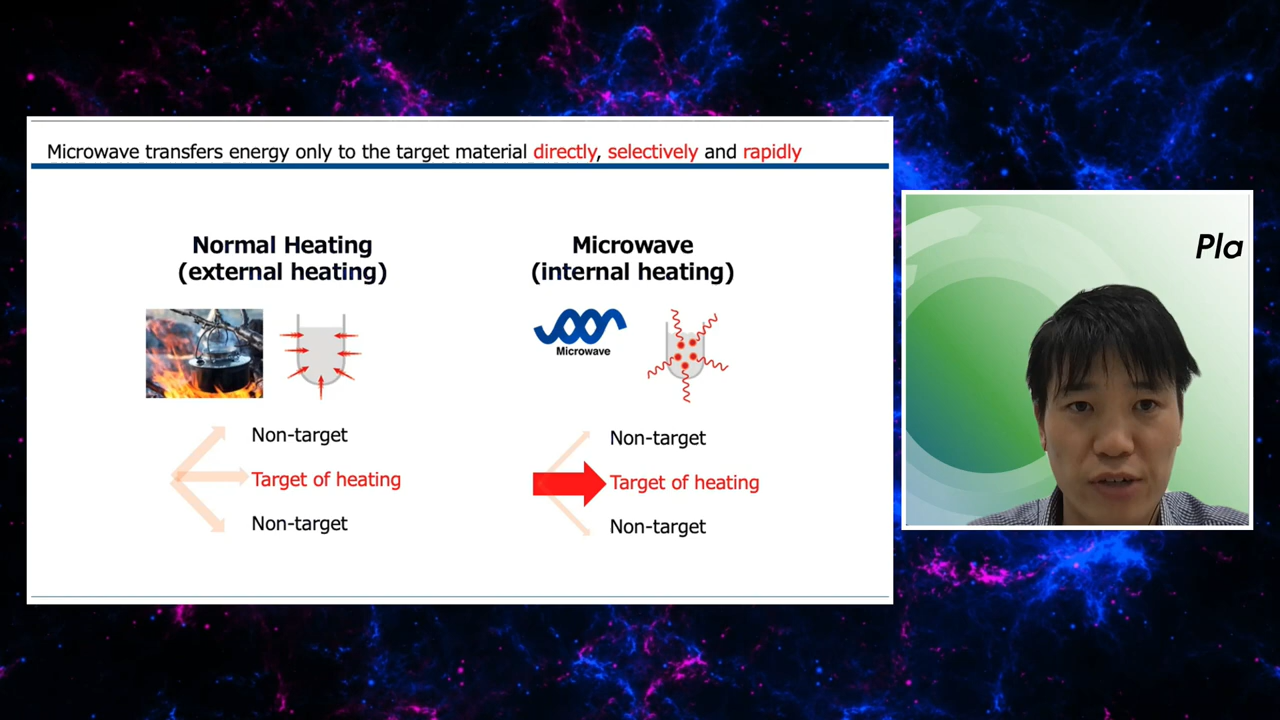 Microwave transfers energy only to the target material directly, selectively and rapidly
Normal Heating
(external heating)
Microwave
(internal heating)
Microwave
Non-target
Target of heating
Non-target
Non-target
Target of heating
Non-target
Pla